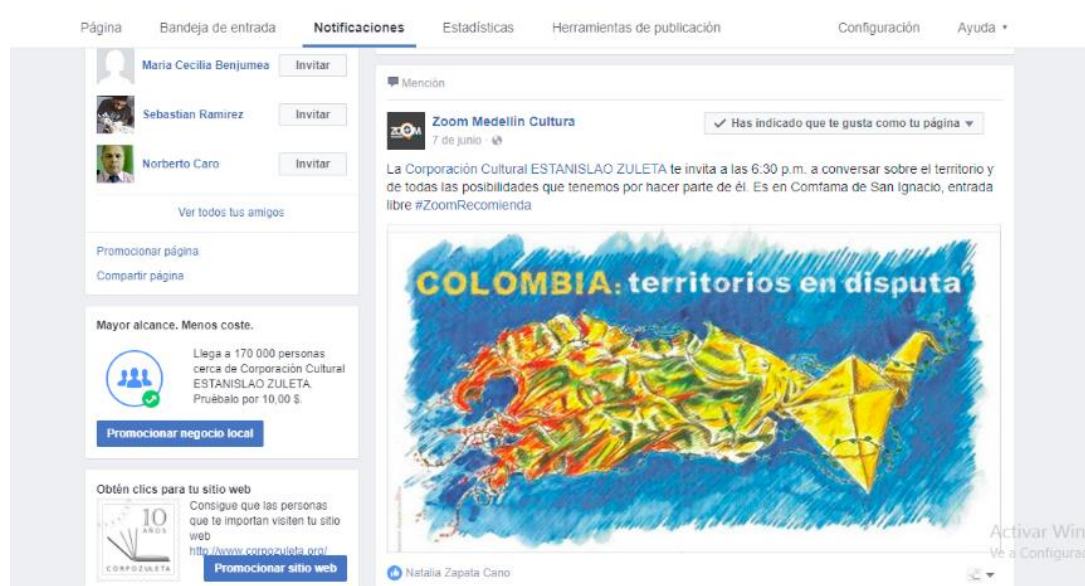 Página Bandeja de entrada Notificaciones Estadísticas Herramientas de publicación Configuración Ayuda
Maria Cecilia Benjumea Invitar
Sebastian Ramirez Invitar
Norberto Caro Invitar
Ver todos tus amigos
Promocionar página
Compartir página
Mayor alcance. Menos coste.
Llega a 170 000 personas
cerca de Corporación Cultural
ESTANISLAO ZULETA.
Pruébalo por 10,00 $.
Promocionar negocio local
Obtén clics para tu sitio web
10
AÑOS
CORPOZULETA
Consigue que las personas
que te importan visiten tu sitio
web
http://www.corpozuleta.org/
Promocionar sitio web
Mención
ZOOM
Zoom Medellín Cultura
7 de junio ·
Has indicado que te gusta como tu página
La Corporación Cultural ESTANISLAO ZULETA te invita a las 6:30 p.m. a conversar sobre el territorio y
de todas las posibilidades que tenemos por hacer parte de él. Es en Comfama de San Ignacio, entrada
libre #ZoomRecomienda
COLOMBIA: territorios en disputa
Natalia Zapata Cano
Activar Win
Ve a Configura